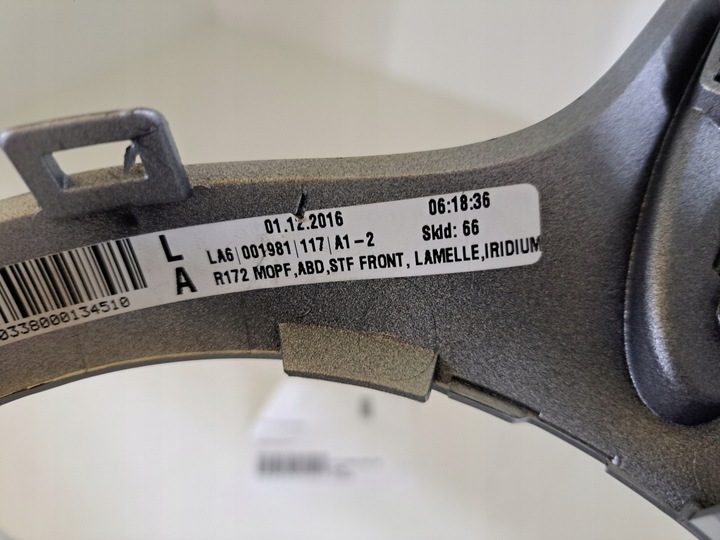 01.12.2016 06:18:36
LA6|001981|117|A1-2 Skid: 66
R172 MOPF,ABD,STF FRONT, LAMELLE,IRIDIUM
L
A
0338000134510